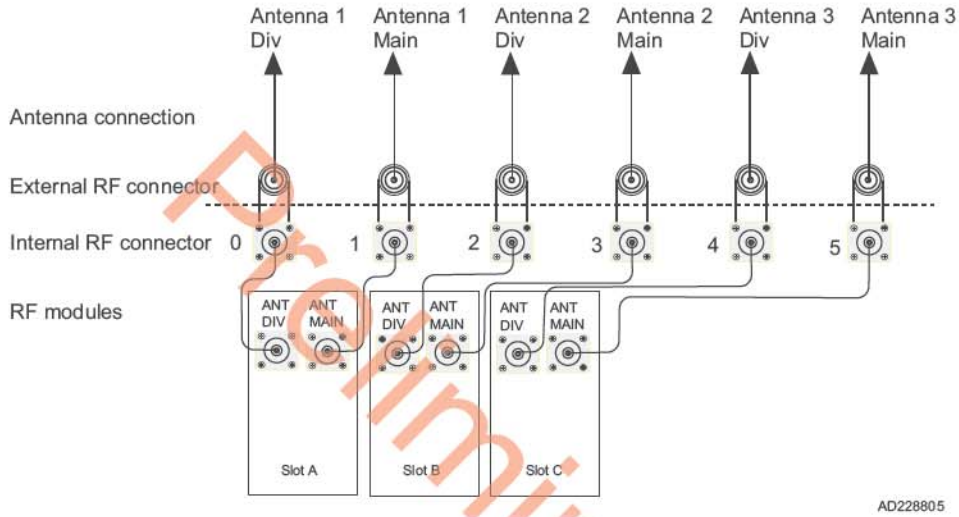 Antenna 1 Div
Antenna 1 Main
Antenna 2 Div
Antenna 2 Main
Antenna 3 Div
Antenna 3 Main
Antenna connection
External RF connector
Internal RF connector 0 1 2 3 4 5
RF modules
ANT DIV
ANT MAIN
ANT DIV
ANT MAIN
ANT DIV
ANT MAIN
Slot A
Slot B
Slot C
AD228805
Prelimi